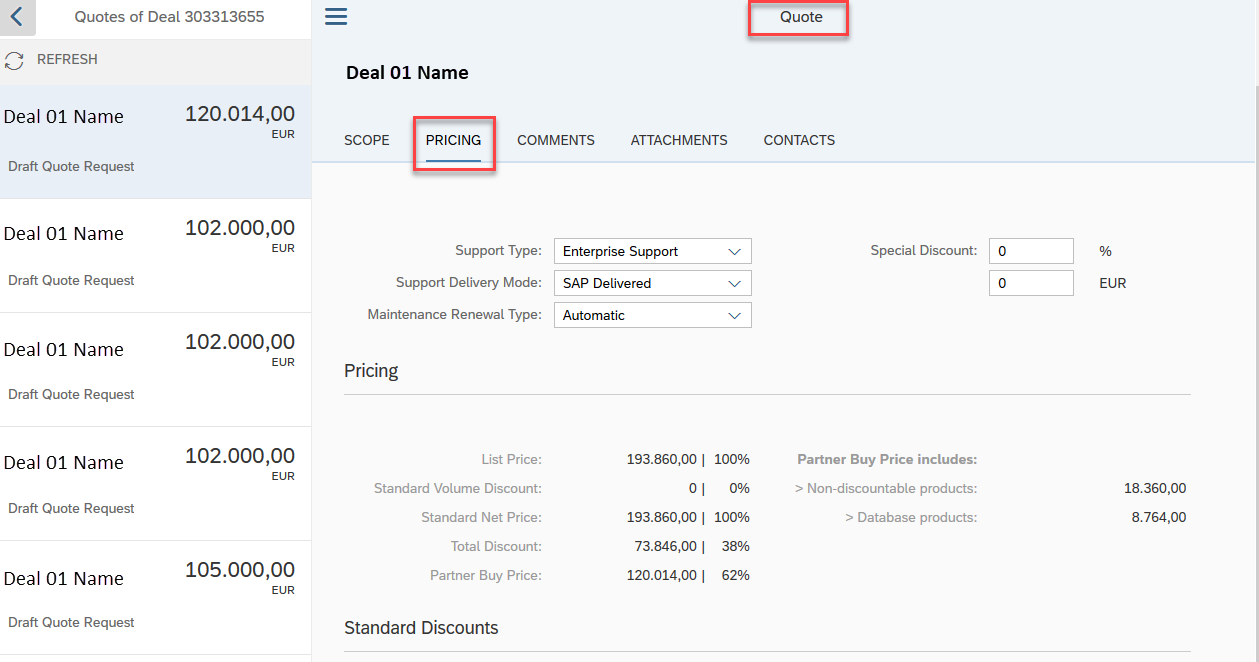 Quotes of Deal 303313655
REFRESH
Deal 01 Name 120.014,00
EUR
Draft Quote Request
Deal 01 Name 102.000,00
EUR
Draft Quote Request
Deal 01 Name 102.000,00
EUR
Draft Quote Request
Deal 01 Name 102.000,00
EUR
Draft Quote Request
Deal 01 Name 105.000,00
EUR
Draft Quote Request
Quote
Deal 01 Name
SCOPE PRICING COMMENTS ATTACHMENTS CONTACTS
Support Type: Enterprise Support Special Discount: 0 %
Support Delivery Mode: SAP Delivered 0 EUR
Maintenance Renewal Type: Automatic
Pricing
List Price: 193.860,00 | 100% Partner Buy Price includes:
Standard Volume Discount: 0 | 0% > Non-discountable products: 18.360,00
Standard Net Price: 193.860,00 | 100% > Database products: 8.764,00
Total Discount: 73.846,00 | 38%
Partner Buy Price: 120.014,00 | 62%
Standard Discounts